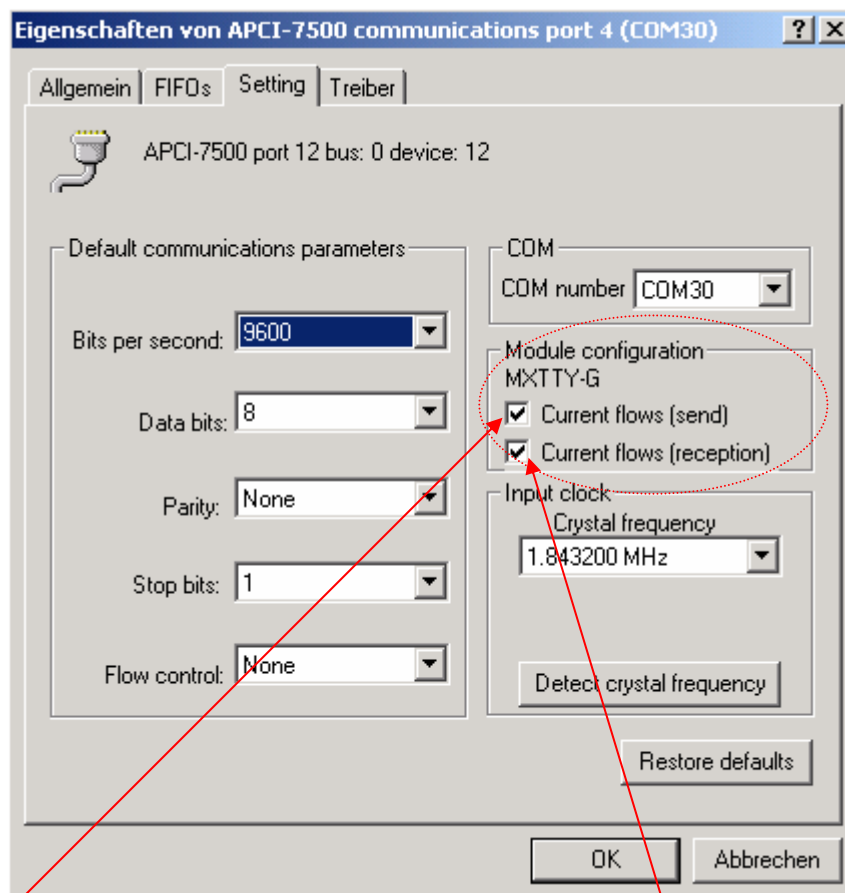 Eigenschaften von APCI-7500 communications port 4 (COM30)
Allgemein
FIFOs
Setting
Treiber
APCI-7500 port 12 bus: 0 device: 12
Default communications parameters
Bits per second: 9600
Data bits: 8
Parity: None
Stop bits: 1
Flow control: None
COM
COM number COM30
Module configuration
MXTTY-G
Current flows (send)
Current flows (reception)
Input clock
Crystal frequency
1.843200 MHz
Detect crystal frequency
Restore defaults
OK
Abbrechen